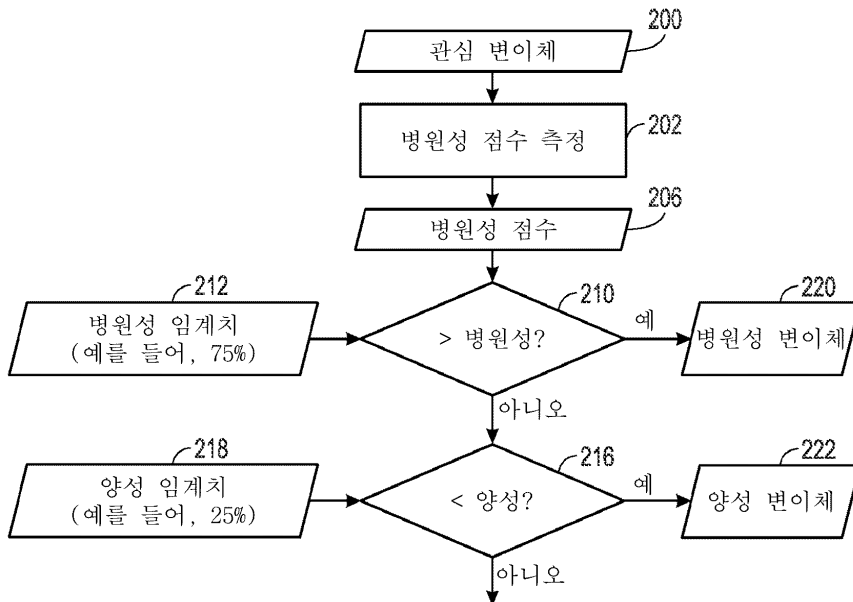 200
관심 변이체
202
병원성 점수 측정
206
병원성 점수
212
병원성 임계치
(예를 들어, 75%)
210
> 병원성?
예
220
병원성 변이체
아니오
218
양성 임계치
(예를 들어, 25%)
216
< 양성?
예
222
양성 변이체
아니오